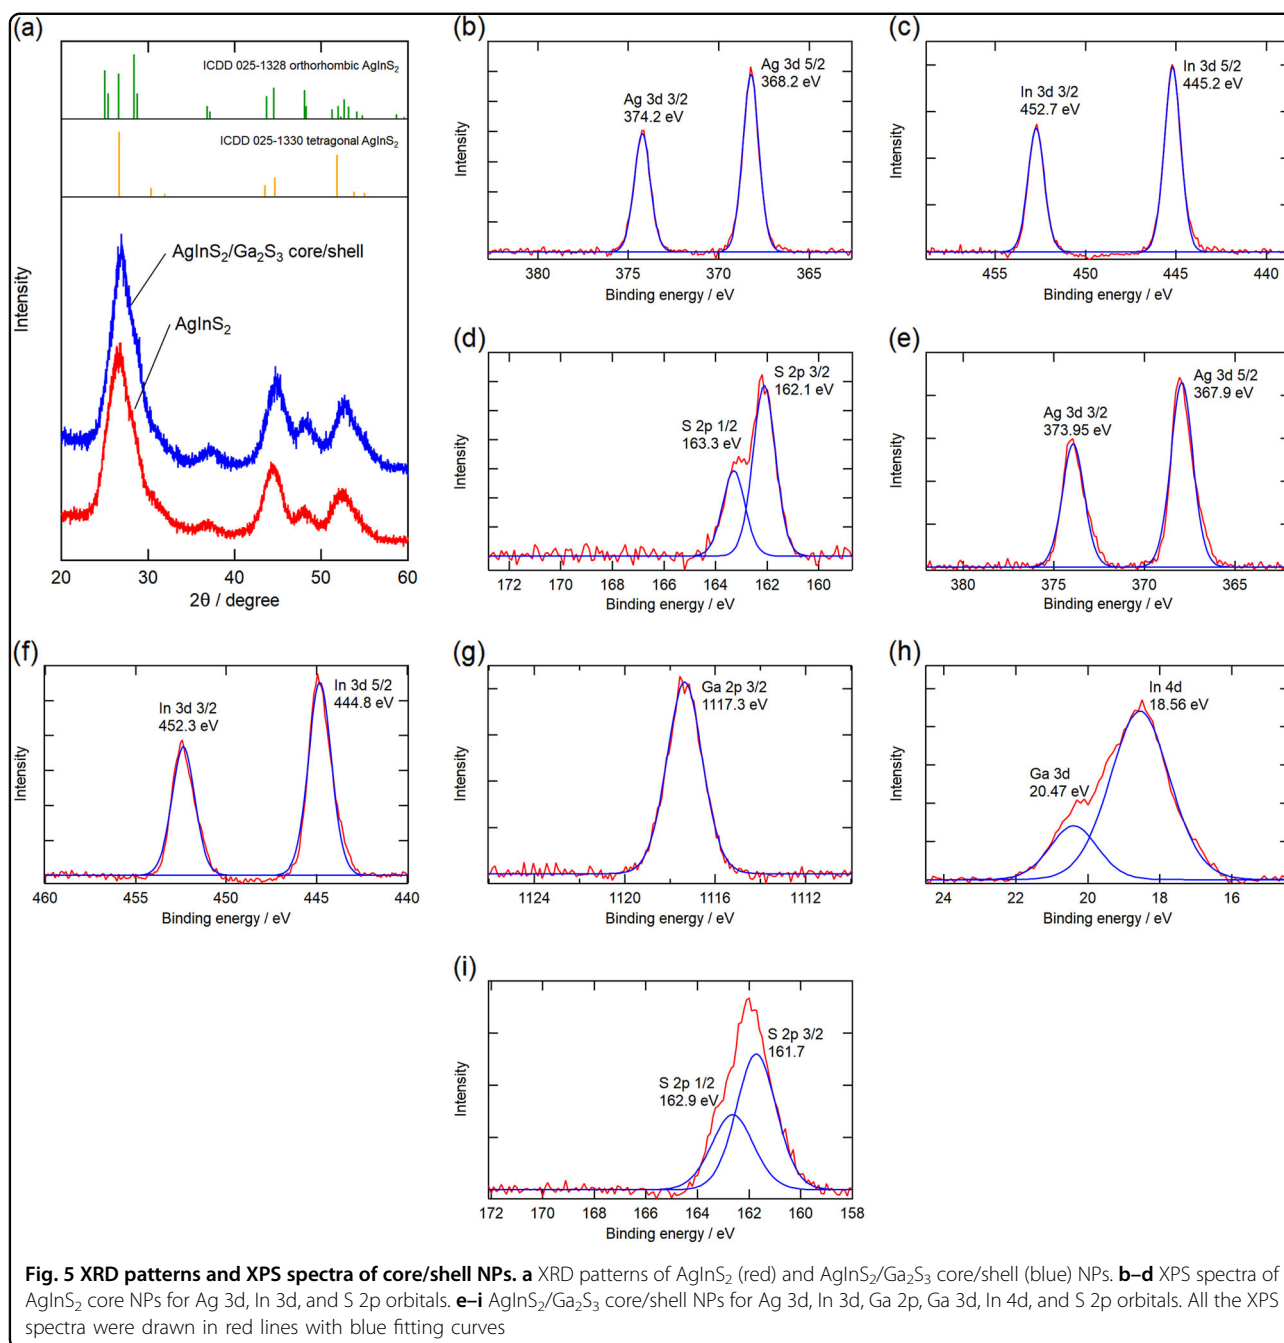 (a)
ICDD 025-1328 orthorhombic AgInS₂
ICDD 025-1330 tetragonal AgInS₂
AgInS₂/Ga₂S₃ core/shell
AgInS₂
Intensity
20 30 40 50 60
2θ / degree
(b)
Ag 3d 5/2
368.2 eV
Ag 3d 3/2
374.2 eV
Intensity
380 375 370 365
Binding energy / eV
(c)
In 3d 5/2
445.2 eV
In 3d 3/2
452.7 eV
Intensity
455 450 445 440
Binding energy / eV
(d)
S 2p 3/2
162.1 eV
S 2p 1/2
163.3 eV
Intensity
172 170 168 166 164 162 160
Binding energy / eV
(e)
Ag 3d 5/2
367.9 eV
Ag 3d 3/2
373.95 eV
Intensity
380 375 370 365
Binding energy / eV
(f)
In 3d 5/2
444.8 eV
In 3d 3/2
452.3 eV
Intensity
460 455 450 445 440
Binding energy / eV
(g)
Ga 2p 3/2
1117.3 eV
Intensity
1124 1120 1116 1112
Binding energy / eV
(h)
In 4d
18.56 eV
Ga 3d
20.47 eV
Intensity
24 22 20 18 16
Binding energy / eV
(i)
S 2p 3/2
161.7
S 2p 1/2
162.9 eV
Intensity
172 170 168 166 164 162 160 158
Binding energy / eV
Fig. 5 XRD patterns and XPS spectra of core/shell NPs. a XRD patterns of AgInS₂ (red) and AgInS₂/Ga₂S₃ core/shell (blue) NPs. b–d XPS spectra of
AgInS₂ core NPs for Ag 3d, In 3d, and S 2p orbitals. e–i AgInS₂/Ga₂S₃ core/shell NPs for Ag 3d, In 3d, Ga 2p, Ga 3d, In 4d, and S 2p orbitals. All the XPS
spectra were drawn in red lines with blue fitting curves